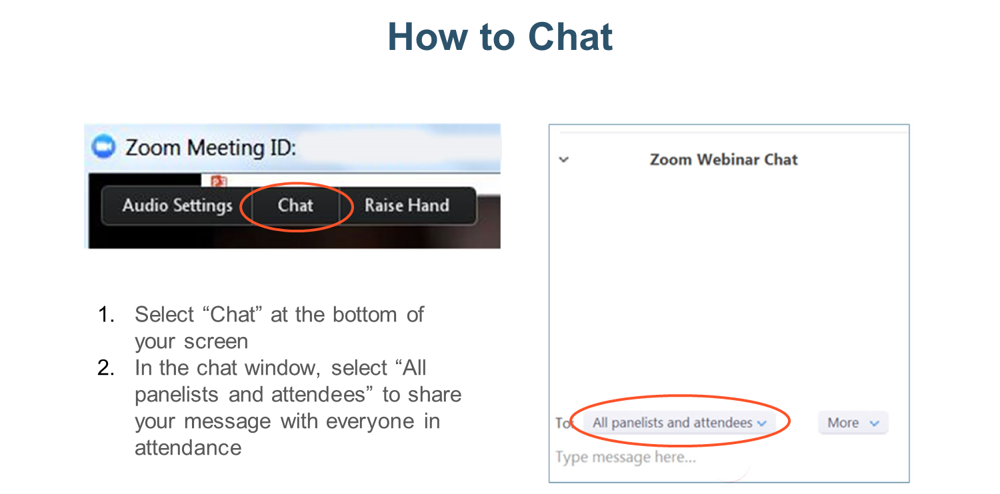 How to Chat
Zoom Meeting ID:
Audio Settings
Chat
Raise Hand
1. Select “Chat” at the bottom of
your screen
2. In the chat window, select “All
panelists and attendees” to share
your message with everyone in
attendance
Zoom Webinar Chat
To: All panelists and attendees
More
Type message here...